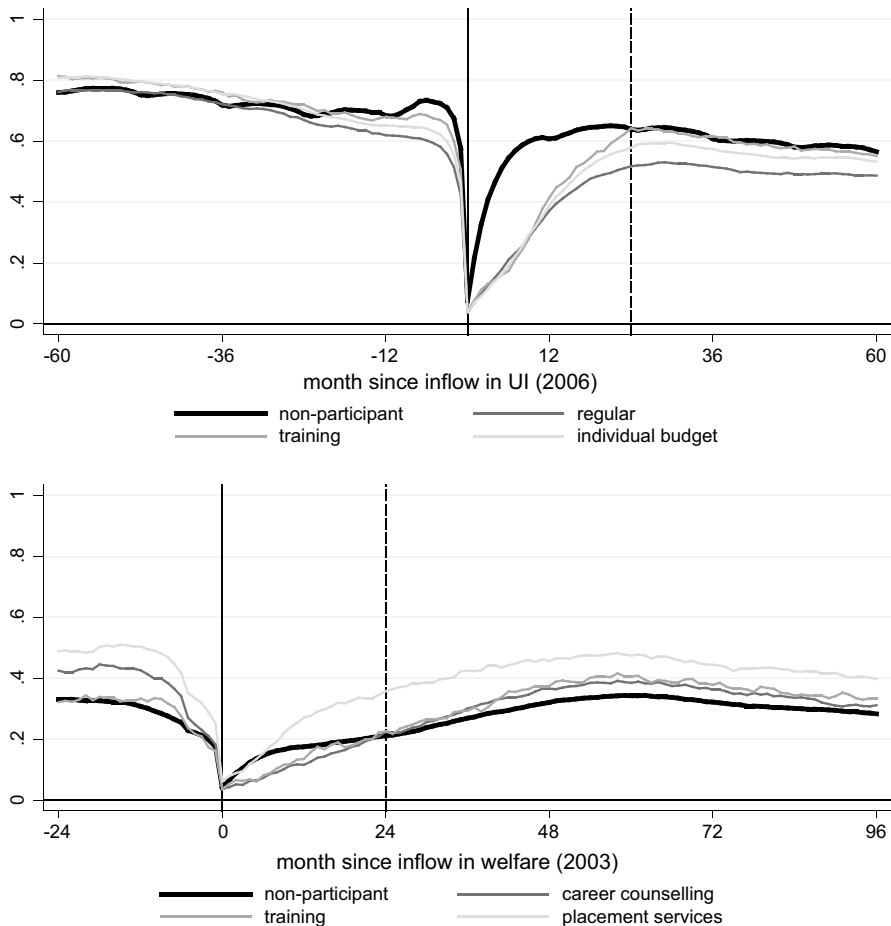 1
.8
.6
.4
.2
0
-60 -36 -12 12 36 60
month since inflow in UI (2006)
non-participant regular
training individual budget
1
.8
.6
.4
.2
0
-24 0 24 48 72 96
month since inflow in welfare (2003)
non-participant career counselling
training placement services